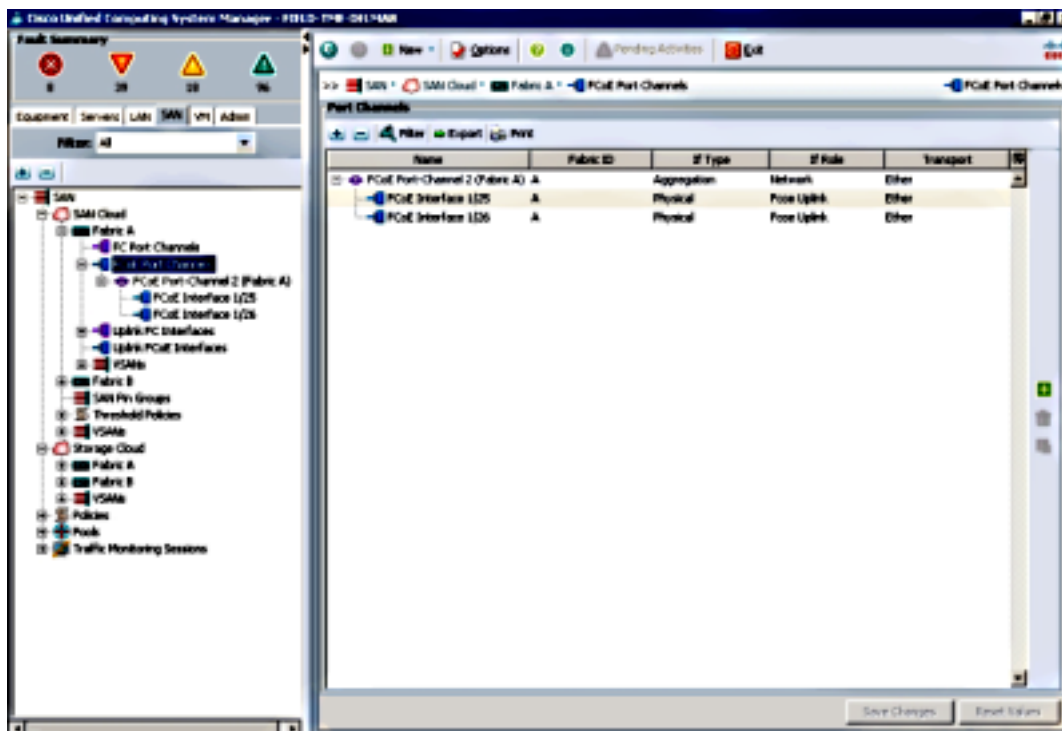 Cisco Unified Computing System Manager -
Fault Summary
Equipment Servers LAN SAN VM Admin
Filter: All
SAN
SAN Cloud
Fabric A
FC Port Channels
FCoE Port-Channel 2 (Fabric A)
FCoE Interface 1/25
FCoE Interface 1/26
Uplink FC Interfaces
Uplink FCoE Interfaces
VSANs
Fabric B
SAN Pin Groups
Threshold Policies
VSANs
Storage Cloud
Fabric A
Fabric B
VSANs
Policies
Pools
Traffic Monitoring Sessions
New Options Pending Activities Exit
>> SAN SAN Cloud Fabric A FCoE Port Channels FCoE Port Channels
Port Channels
Filter Export Print
Name Fabric ID If Type If Role Transport
FCoE Port-Channel 2 (Fabric A) A Aggregation Network Ether
FCoE Interface 1/25 A Physical Fcoe Uplink Ether
FCoE Interface 1/26 A Physical Fcoe Uplink Ether
Save Changes Reset Values